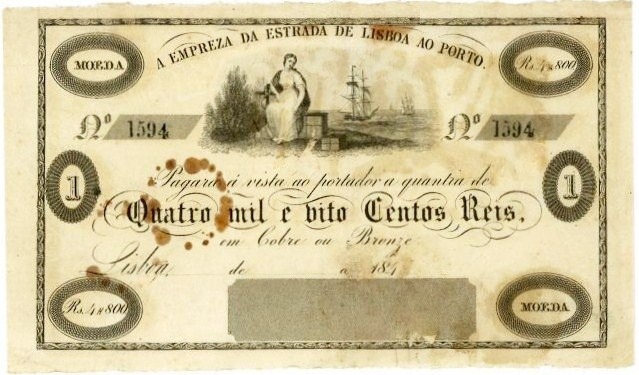 A EMPREZA DA ESTRADA DE LISBOA AO PORTO.
MOEDA
Rs. 4$800
Nº 1594
Nº 1594
1
1
Pagará á vista ao portador a quantia de
Quatro mil e oito Centos Reis,
em Cobre ou Bronze
Lisboa, de a 184
Rs. 4$800
MOEDA